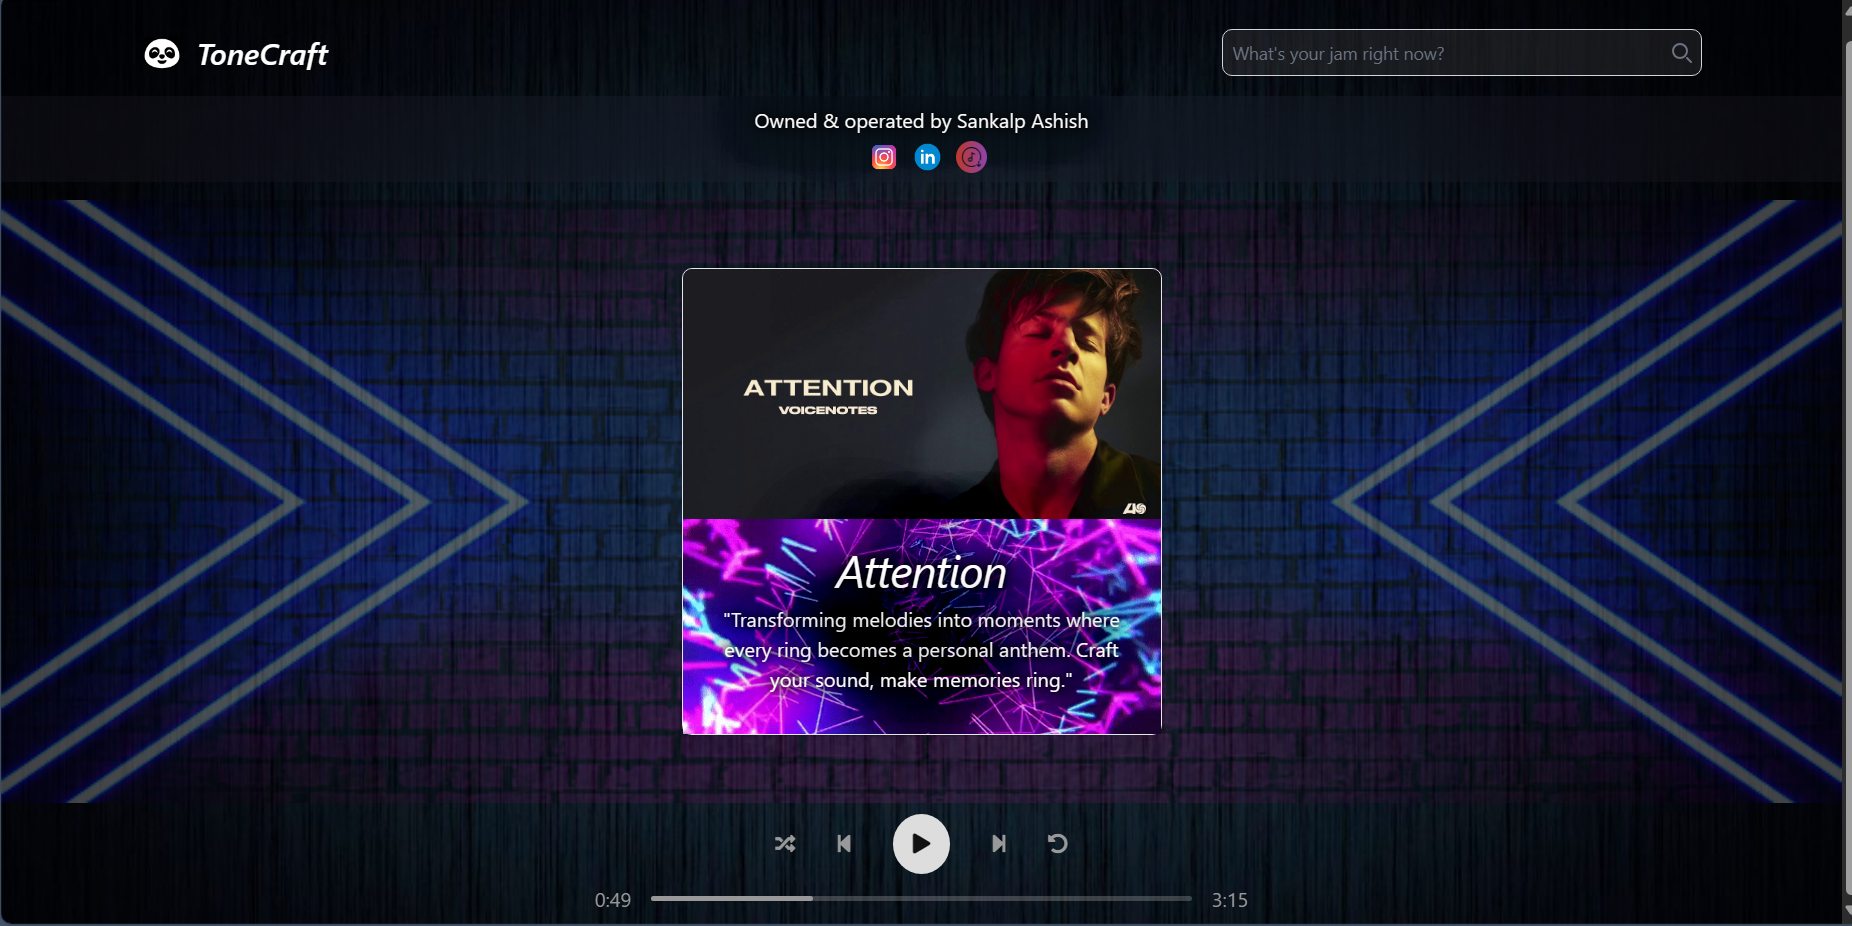 ToneCraft
What's your jam right now?
Owned & operated by Sankalp Ashish
in
ATTENTION
VOICENOTES
Attention
"Transforming melodies into moments where
every ring becomes a personal anthem. Craft
your sound, make memories ring."
0:49
3:15